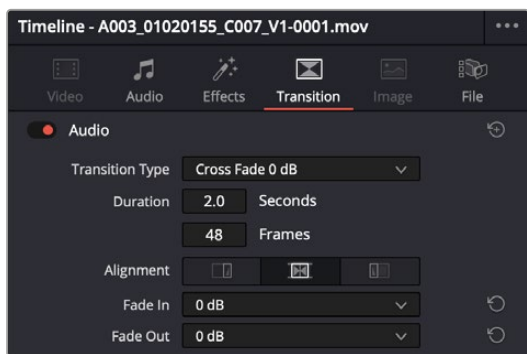 Timeline - A003_01020155_C007_V1-0001.mov
Video Audio Effects Transition Image File
Audio
Transition Type Cross Fade 0 dB
Duration 2.0 Seconds
48 Frames
Alignment
Fade In 0 dB
Fade Out 0 dB